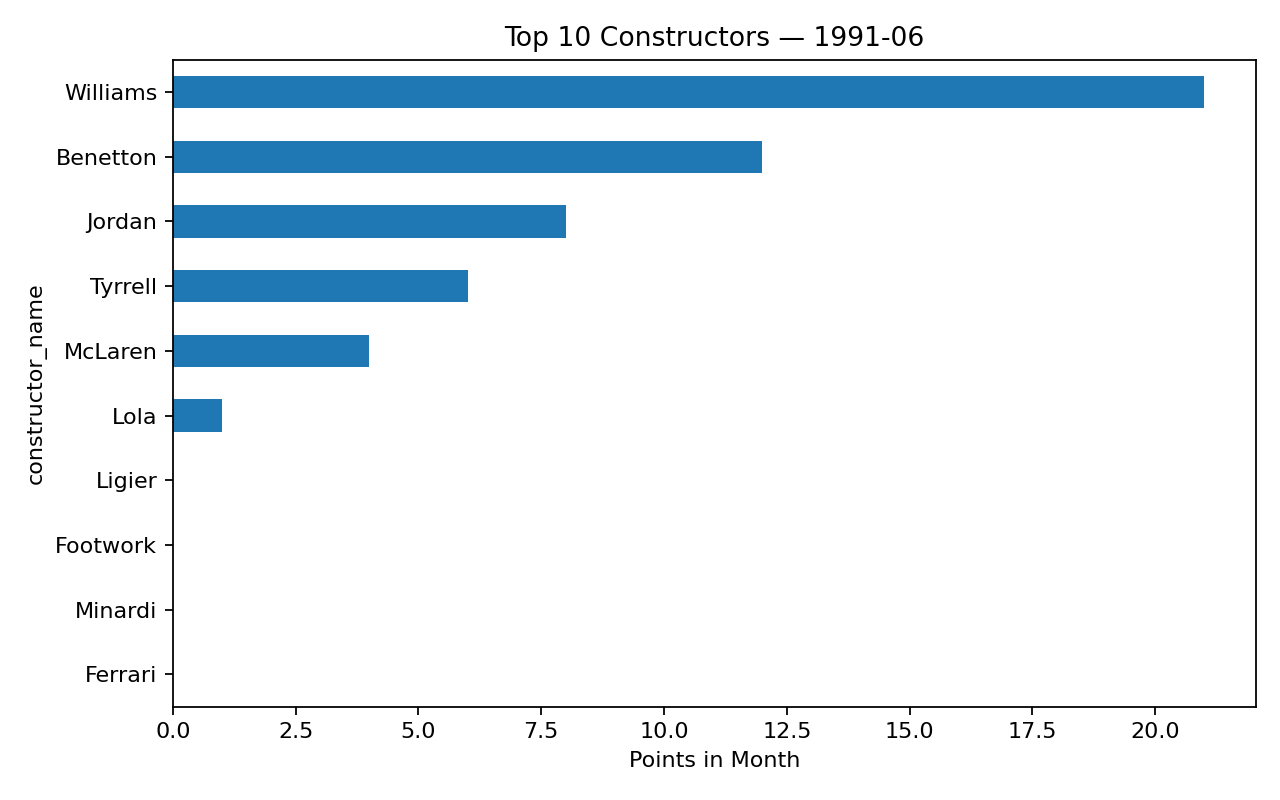 Top 10 Constructors — 1991-06
constructor_name
Williams
Benetton
Jordan
Tyrrell
McLaren
Lola
Ligier
Footwork
Minardi
Ferrari
0.0 2.5 5.0 7.5 10.0 12.5 15.0 17.5 20.0
Points in Month